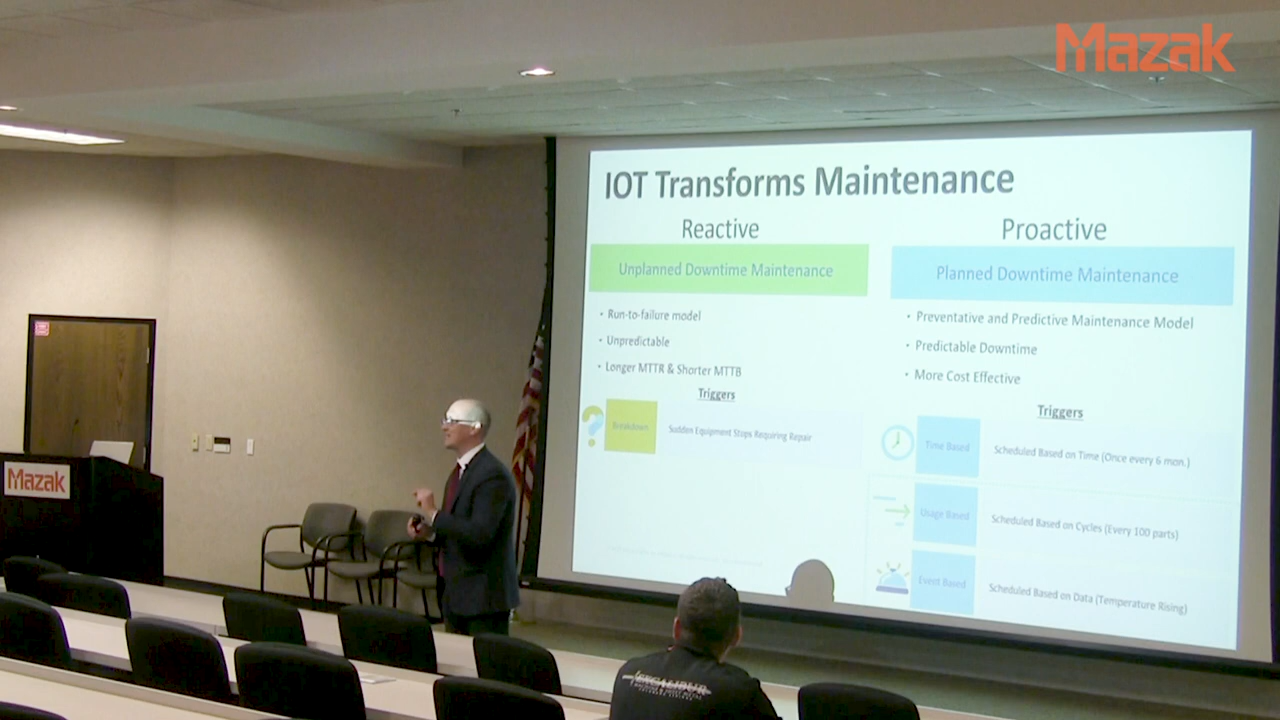 Mazak
IOT Transforms Maintenance
Reactive
Unplanned Downtime Maintenance
• Run-to-failure model
• Unpredictable
• Longer MTTR & Shorter MTTB
Triggers
Breakdown
Sudden Equipment Stops Requiring Repair
Proactive
Planned Downtime Maintenance
• Preventative and Predictive Maintenance Model
• Predictable Downtime
• More Cost Effective
Triggers
Time Based
Scheduled Based on Time (Once every 6 mon.)
Usage Based
Scheduled Based on Cycles (Every 100 parts)
Event Based
Scheduled Based on Data (Temperature Rising)
Mazak
EXCALIBUR